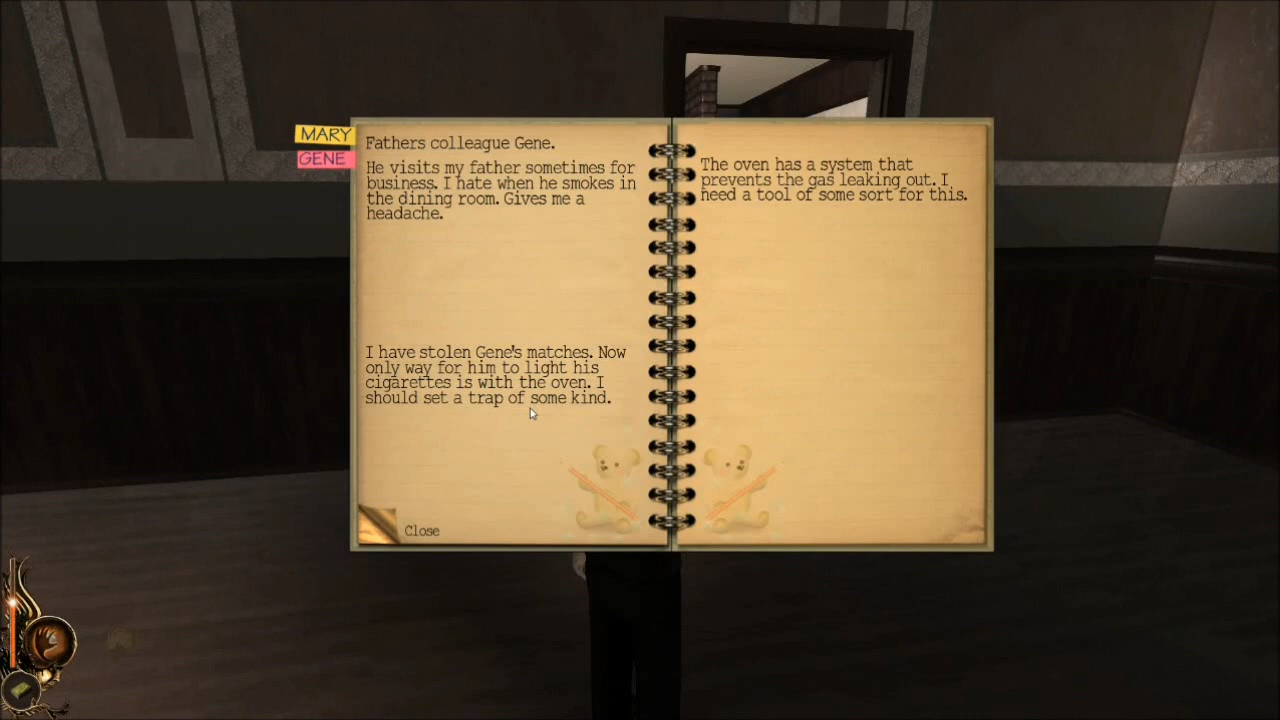 MARY
GENE
Fathers colleague Gene.
He visits my father sometimes for
business. I hate when he smokes in
the dining room. Gives me a
headache.
I have stolen Gene's matches. Now
only way for him to light his
cigarettes is with the oven. I
should set a trap of some kind.
Close
The oven has a system that
prevents the gas leaking out. I
need a tool of some sort for this.